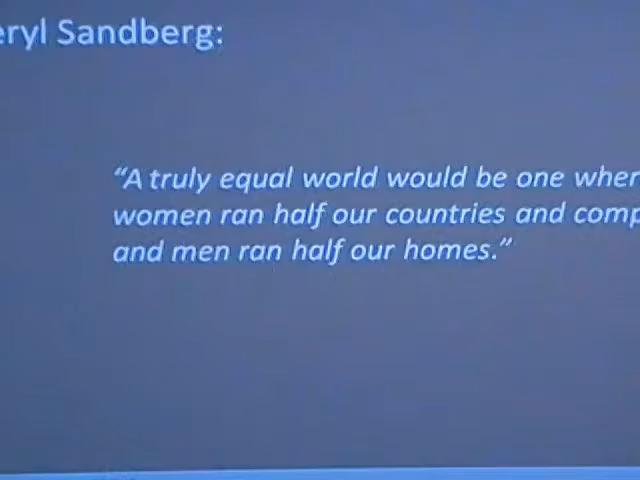 eryl Sandberg:
“A truly equal world would be one wher
women ran half our countries and comp
and men ran half our homes.”